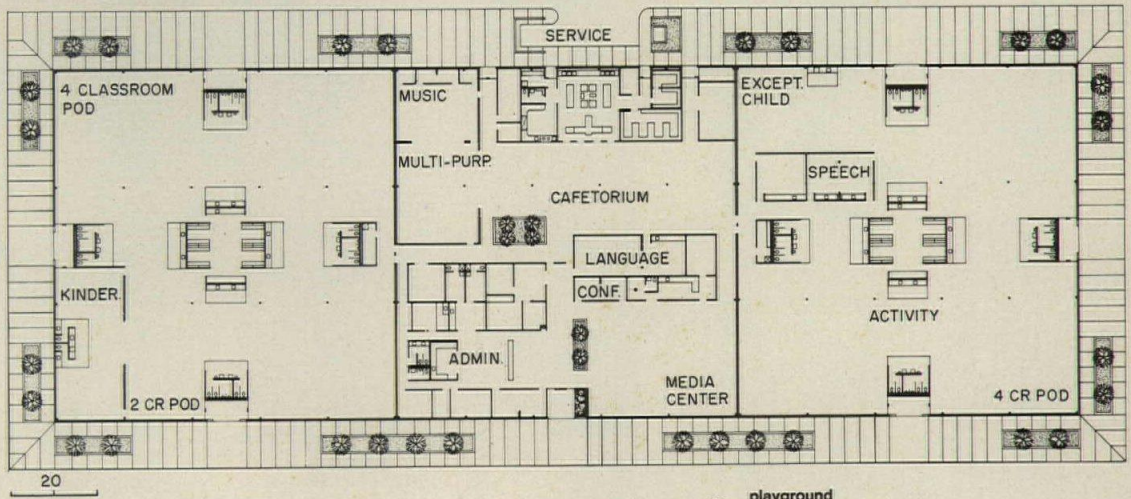 SERVICE
4 CLASSROOM
POD
MUSIC
EXCEPT.
CHILD
MULTI-PURP.
SPEECH
CAFETORIUM
LANGUAGE
KINDER.
CONF.
ACTIVITY
ADMIN.
MEDIA
CENTER
2 CR POD
4 CR POD
20
playground